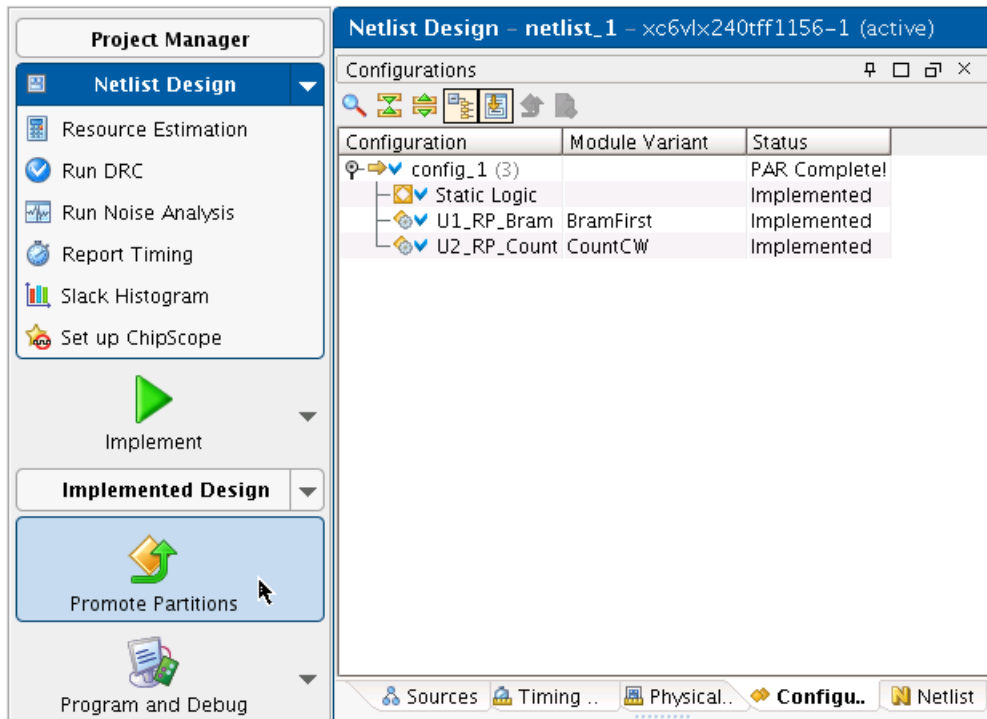 Project Manager
Netlist Design
Resource Estimation
Run DRC
Run Noise Analysis
Report Timing
Slack Histogram
Set up ChipScope
Implement
Implemented Design
Promote Partitions
Program and Debug
Netlist Design - netlist_1 - xc6vlx240tff1156-1 (active)
Configurations
Configuration Module Variant Status
config_1 (3) PAR Complete!
Static Logic Implemented
U1_RP_Bram BramFirst Implemented
U2_RP_Count CountCW Implemented
Sources Timing .. Physical.. Configu.. Netlist